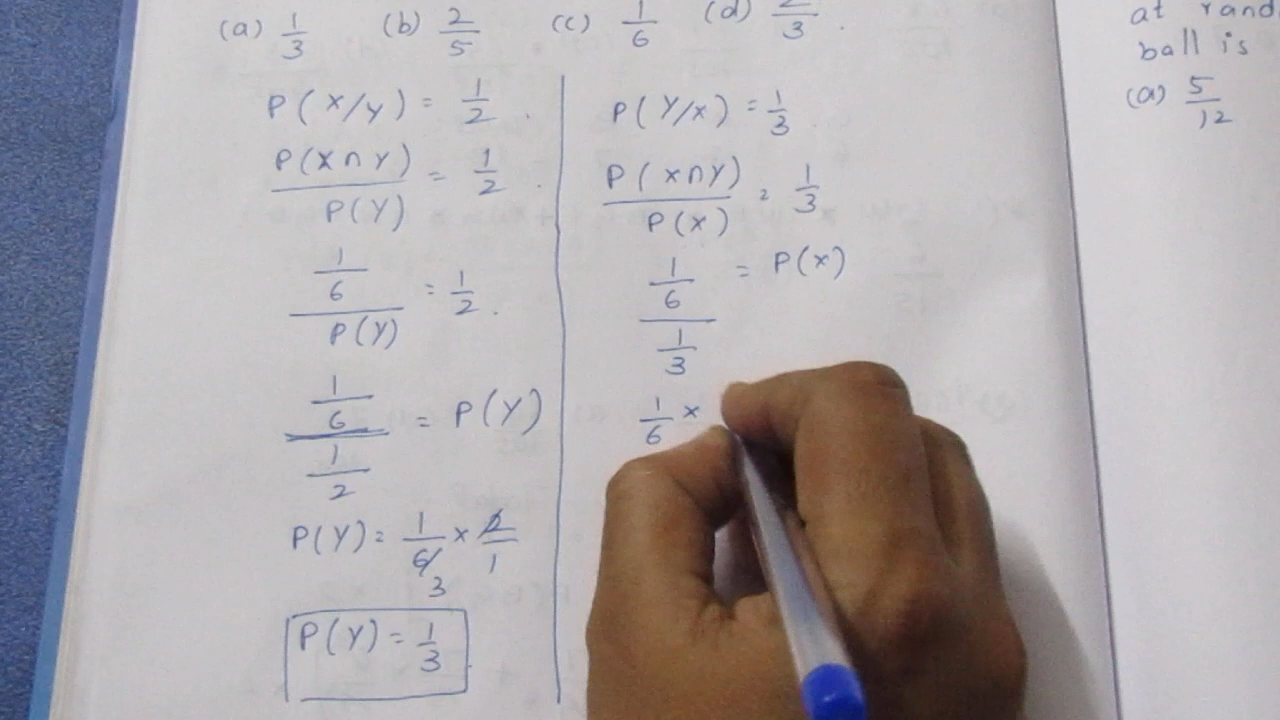 (a) 1/3 (b) 2/5 (c) 1/6 (d) 2/3 .
P(X/Y) = 1/2 .
P(X∩Y)/P(Y) = 1/2 .
(1/6)/P(Y) = 1/2 .
(1/6)/(1/2) = P(Y)
P(Y) = 1/6 × 2/1
3
P(Y) = 1/3
P(Y/X) = 1/3
P(X∩Y)/P(X) = 1/3
(1/6)/(1/3) = P(X)
1/6 ×
at
ball is
(a) 5/12